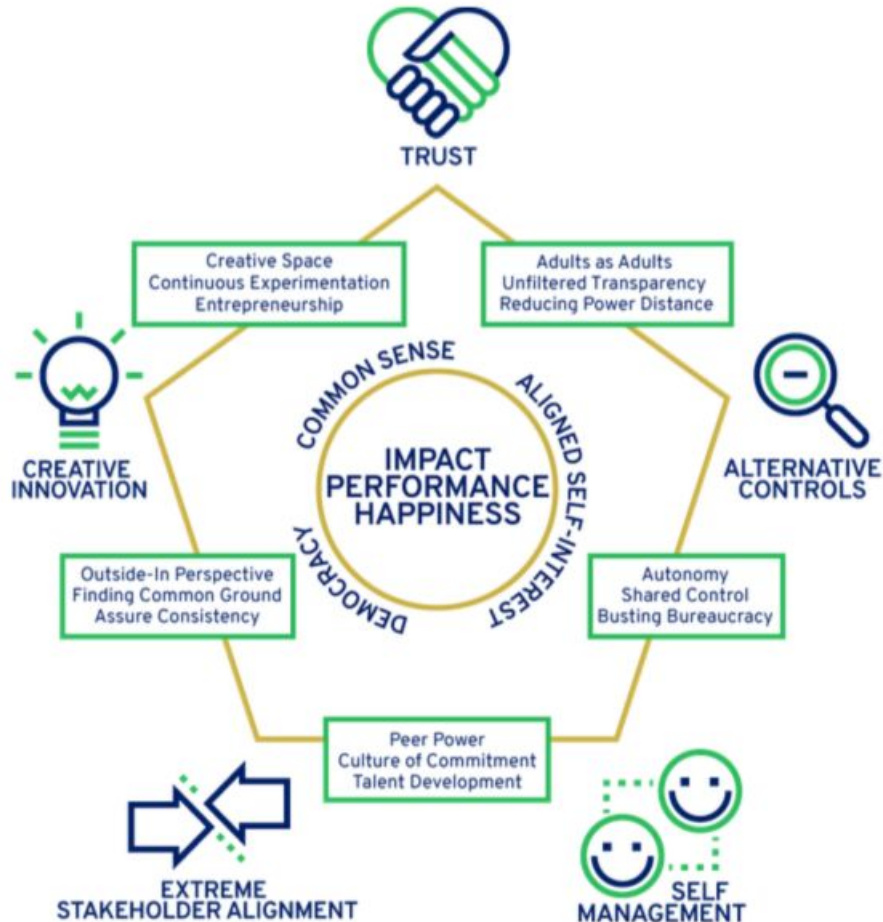 TRUST
Creative Space
Continuous Experimentation
Entrepreneurship
Adults as Adults
Unfiltered Transparency
Reducing Power Distance
COMMON SENSE
ALIGNED SELF-INTEREST
DEMOCRACY
IMPACT
PERFORMANCE
HAPPINESS
CREATIVE
INNOVATION
ALTERNATIVE
CONTROLS
Outside-In Perspective
Finding Common Ground
Assure Consistency
Autonomy
Shared Control
Busting Bureaucracy
Peer Power
Culture of Commitment
Talent Development
EXTREME
STAKEHOLDER ALIGNMENT
SELF
MANAGEMENT